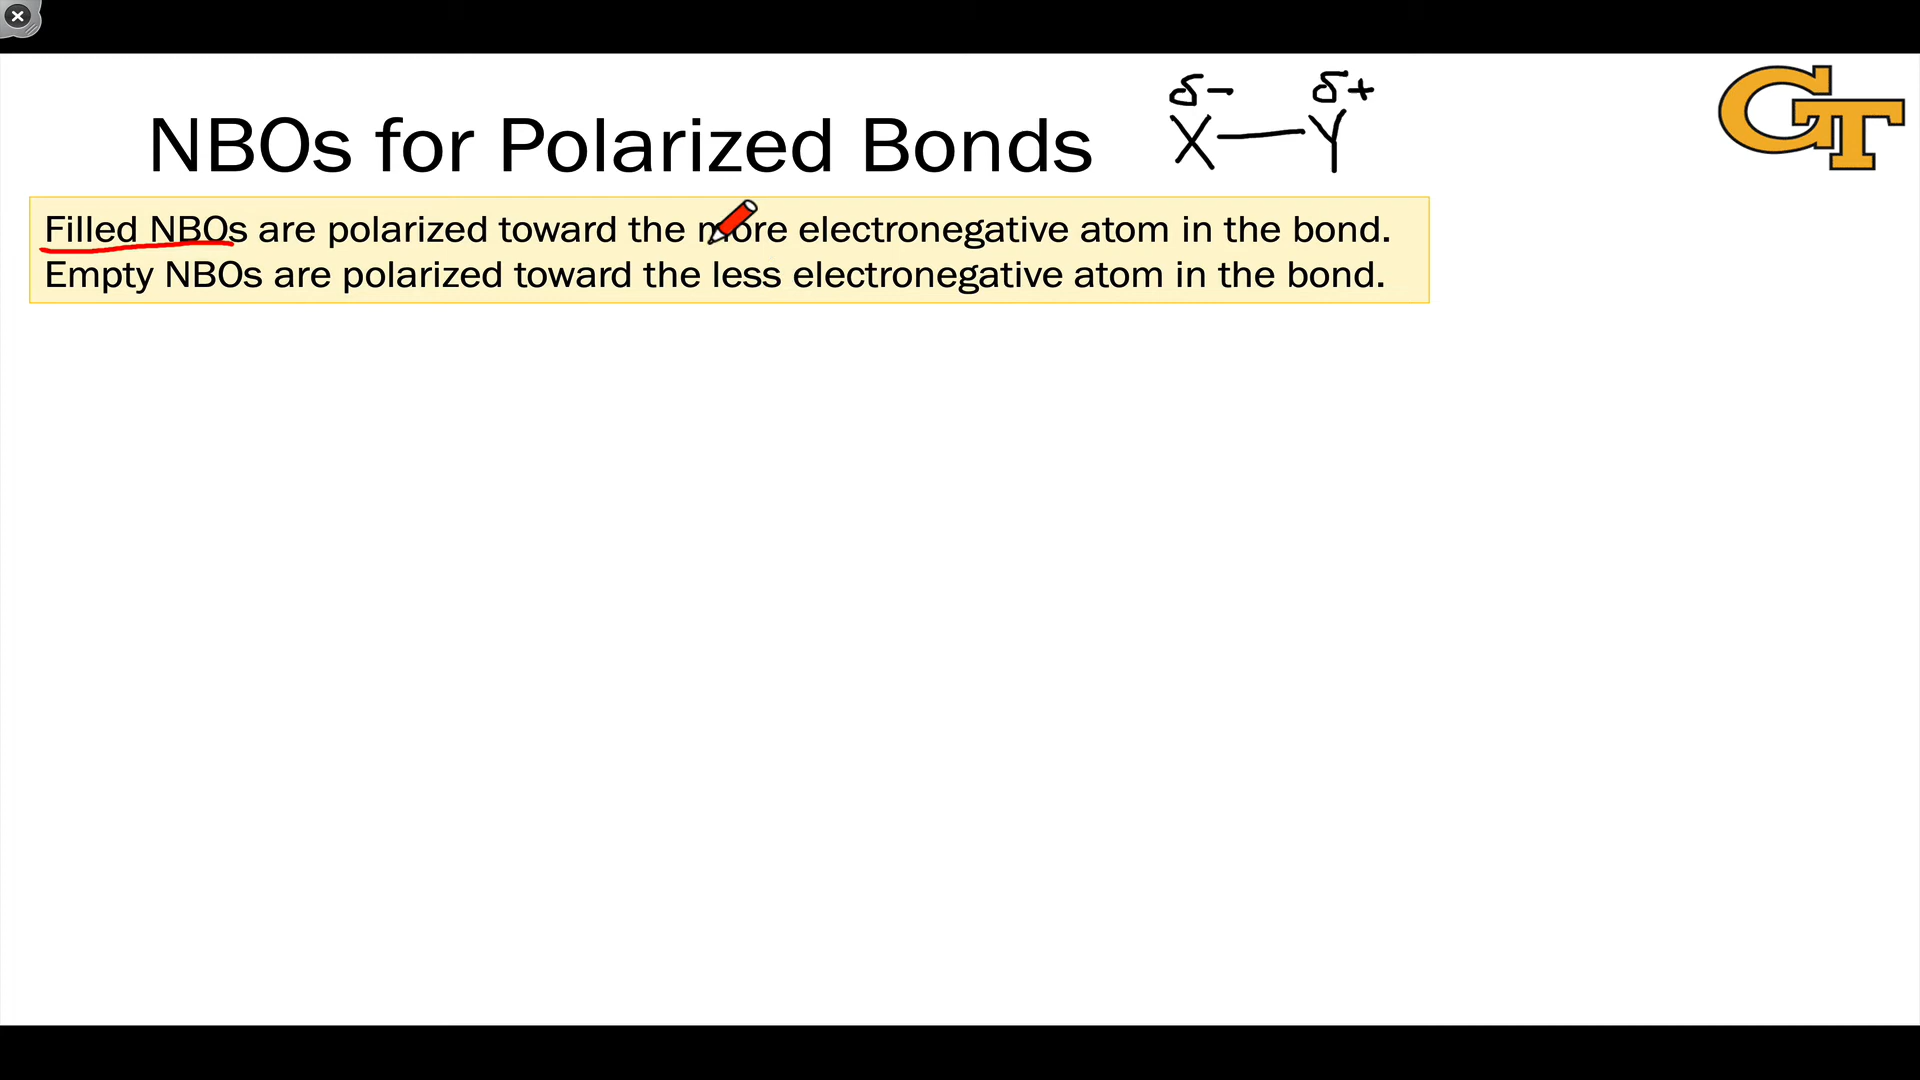 δ- δ+
NBOs for Polarized Bonds X—Y
GT
Filled NBOs are polarized toward the more electronegative atom in the bond.
Empty NBOs are polarized toward the less electronegative atom in the bond.